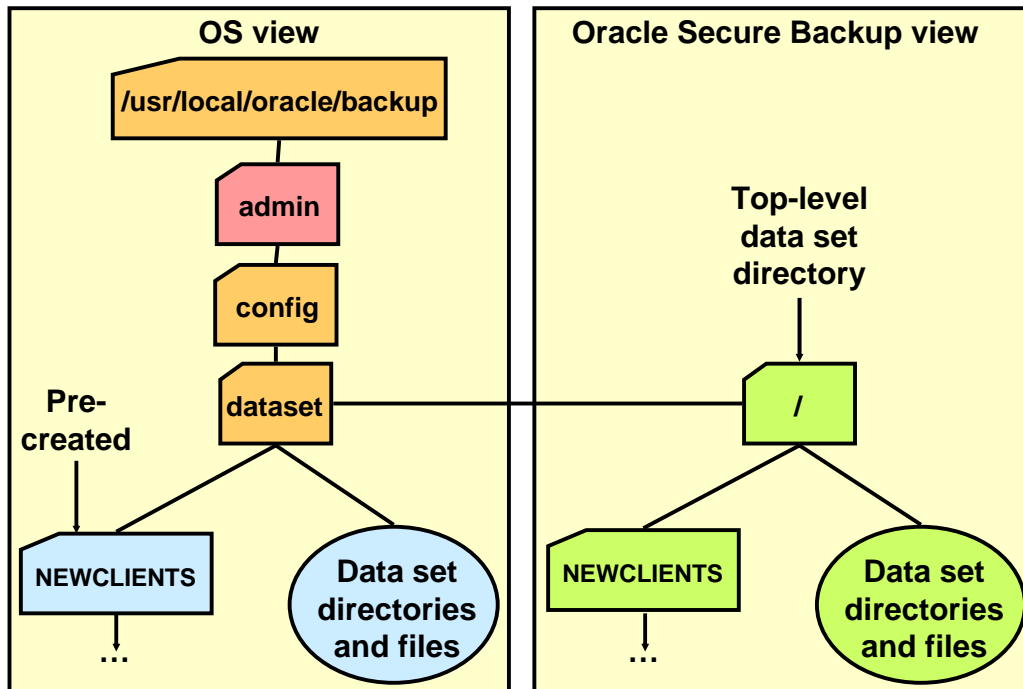 OS view
/usr/local/oracle/backup
admin
config
dataset
Pre-
created
NEWCLIENTS
...
Data set
directories
and files
Oracle Secure Backup view
Top-level
data set
directory
/
NEWCLIENTS
...
Data set
directories
and files